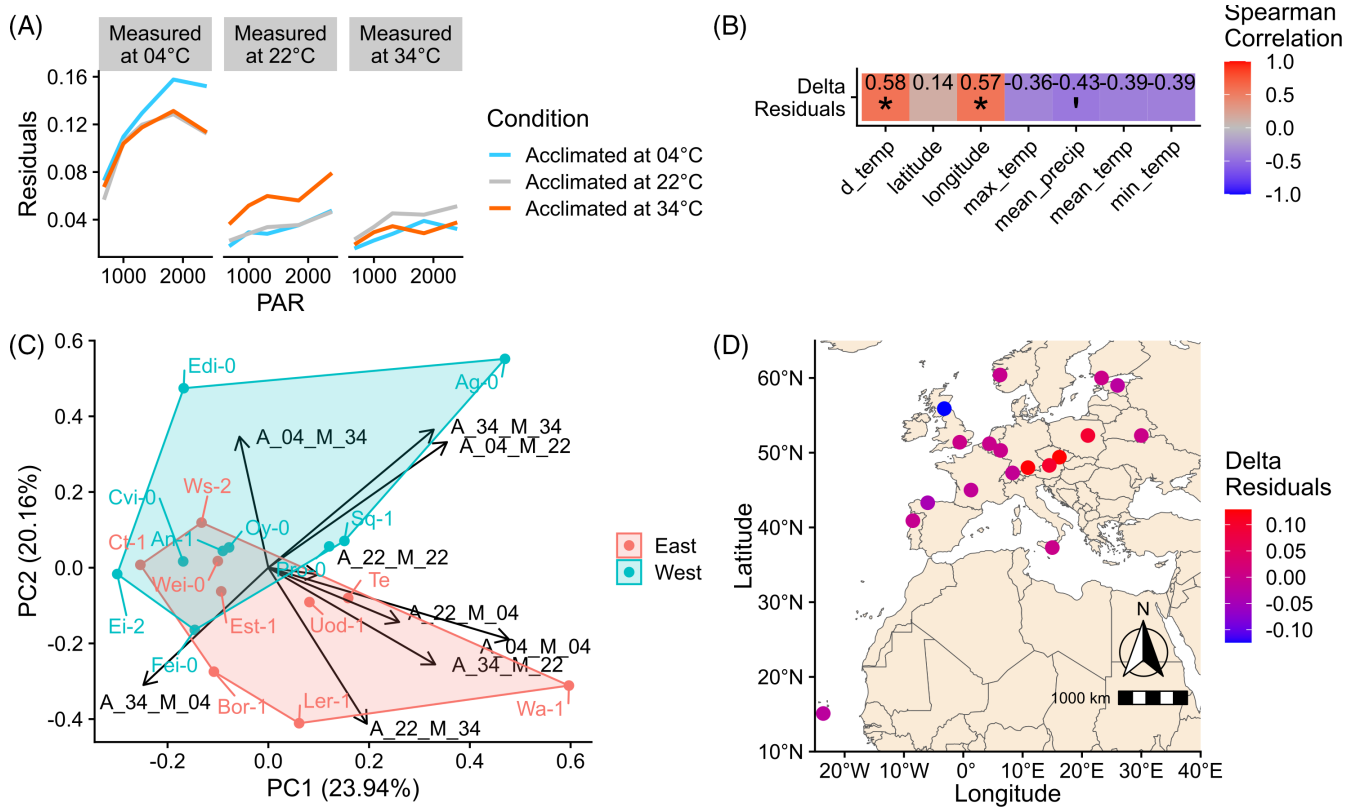 (A)
Measured
at 04°C
Measured
at 22°C
Measured
at 34°C
0.16
0.12
0.08
0.04
Residuals
1000 2000
1000 2000
1000 2000
PAR
Condition
Acclimated at 04°C
Acclimated at 22°C
Acclimated at 34°C
(B)
Delta
Residuals
0.58 0.14 0.57 -0.36 -0.43 -0.39 -0.39
* * '
d_temp
latitude
longitude
max_temp
mean_precip
mean_temp
min_temp
Spearman
Correlation
1.0
0.5
0.0
-0.5
-1.0
(C)
0.6
0.4
0.2
0.0
-0.2
-0.4
PC2 (20.16%)
-0.2 0.0 0.2 0.4 0.6
PC1 (23.94%)
Edi-0
Ag-0
A_04_M_34
A_34_M_34
A_04_M_22
Ws-2
Cvi-0
Sq-1
Oy-0
An-1
Ct-1
A_22_M_22
Wei-0
Te
A_22_M_04
Ei-2
Est-1
Uod-1
A_04_M_04
Fei-0
A_34_M_22
A_34_M_04
Bor-1
Ler-1
Wa-1
A_22_M_34
East
West
(D)
60°N
50°N
40°N
30°N
20°N
10°N
Latitude
20°W 10°W 0° 10°E 20°E 30°E 40°E
Longitude
N
1000 km
Delta
Residuals
0.10
0.05
0.00
-0.05
-0.10